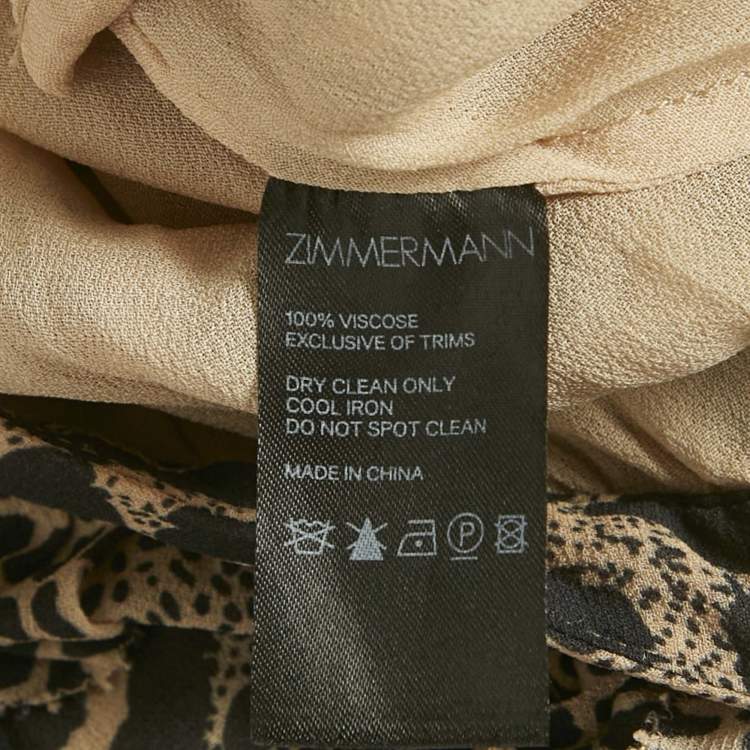 ZIMMERMANN
100% VISCOSE
EXCLUSIVE OF TRIMS
DRY CLEAN ONLY
COOL IRON
DO NOT SPOT CLEAN
MADE IN CHINA
P